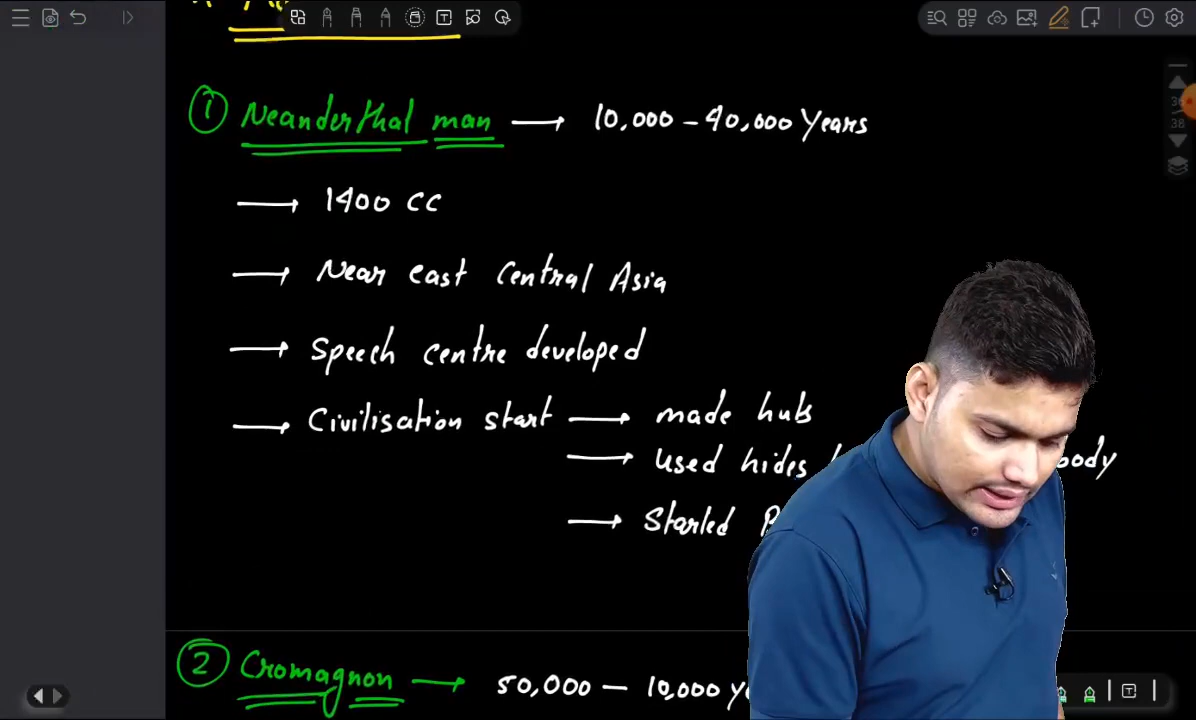 ① Neanderthal man → 10,000 - 40,000 Years
→ 1400 CC
→ Near east Central Asia
→ Speech centre developed
→ Civilisation start → made huts
→ used hides body
→ Started
② Cromagnon → 50,000 - 10,000